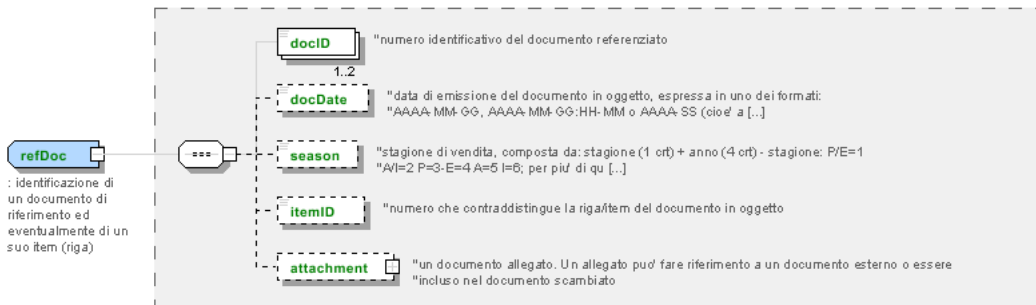 docID
"numero identificativo del documento referenziato
1..2
docDate
"data di emissione del documento in oggetto, espressa in uno dei formati:
"AAAA-MM-GG, AAAA-MM-GG:HH-MM o AAAA-SS (cioe' a [...]
refDoc
season
"stagione di vendita, composta da: stagione (1 crt) + anno (4 crt) - stagione: P/E=1
"A/I=2 P=3-E=4 A=5 I=6; per piu' di qu [...]
: identificazione di
un documento di
riferimento ed
eventualmente di un
suo item (riga)
itemID
"numero che contraddistingue la riga/item del documento in oggetto
attachment
"un documento allegato. Un allegato puo' fare riferimento a un documento esterno o essere
"incluso nel documento scambiato